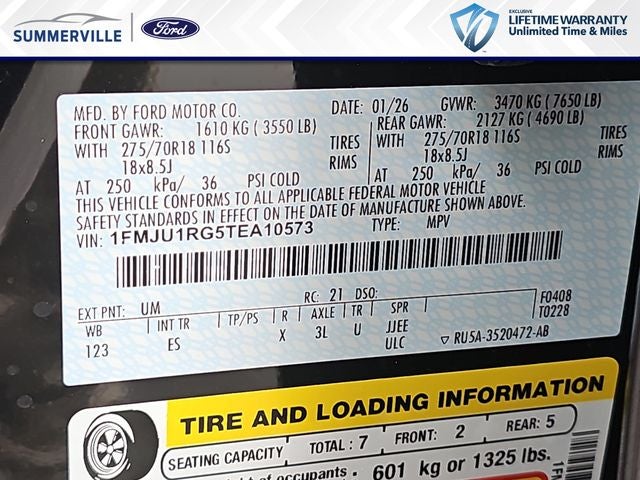 SUMMERVILLE Ford
EXCLUSIVE
LIFETIME WARRANTY
Unlimited Time & Miles
MFD. BY FORD MOTOR CO. DATE: 01/26 GVWR: 3470 KG ( 7650 LB)
FRONT GAWR: 1610 KG ( 3550 LB) REAR GAWR: 2127 KG ( 4690 LB)
WITH 275/70R18 116S TIRES 275/70R18 116S TIRES
18x8.5J RIMS 18x8.5J RIMS
AT 250 kPa/ 36 PSI COLD AT 250 kPa/ 36 PSI COLD
THIS VEHICLE CONFORMS TO ALL APPLICABLE FEDERAL MOTOR VEHICLE
SAFETY STANDARDS IN EFFECT ON THE DATE OF MANUFACTURE SHOWN ABOVE.
VIN: 1FMJU1RG5TEA10573 TYPE: MPV
EXT PNT: UM RC: 21 DSO: F0408
WB INT TR TP/PS R AXLE TR SPR T0228
123 ES X 3L U JJEE
ULC ▽ RU5A-3520472-AB
TIRE AND LOADING INFORMATION
SEATING CAPACITY TOTAL : 7 FRONT: 2 REAR: 5
of occupants . 601 kg or 1325 lbs.